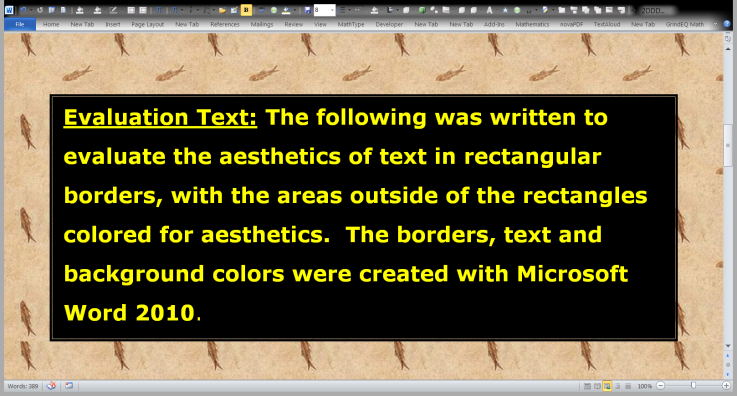 2000...
File Home New Tab Insert Page Layout New Tab References Mailings Review View MathType Developer New Tab New Tab Add-Ins Mathematics novaPDF TextAloud New Tab GrindEQ Math
Evaluation Text: The following was written to
evaluate the aesthetics of text in rectangular
borders, with the areas outside of the rectangles
colored for aesthetics.  The borders, text and
background colors were created with Microsoft
Word 2010.
Words: 389 100%